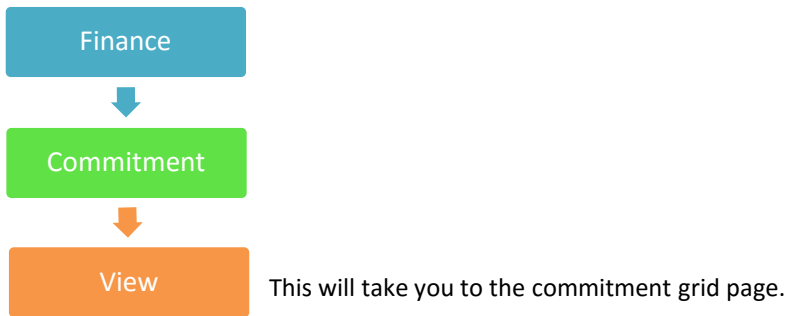 Finance
Commitment
View
This will take you to the commitment grid page.